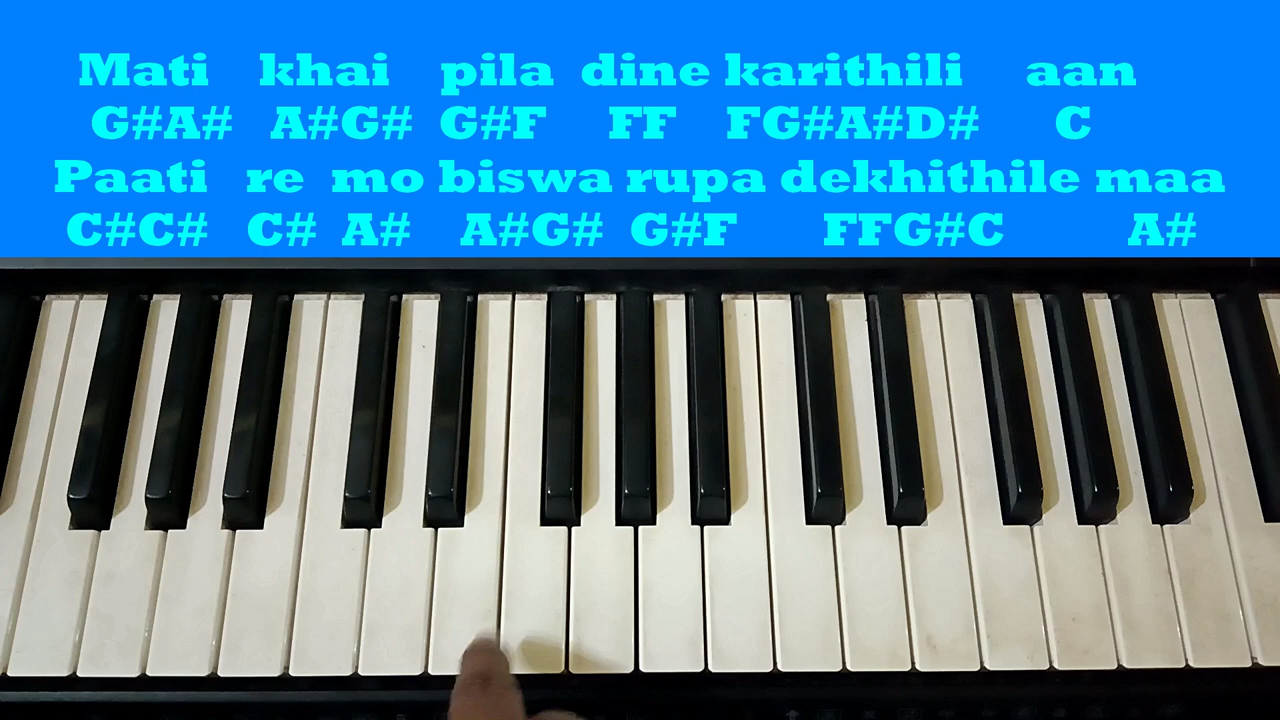 Mati khai pila dine karithili aan
G#A# A#G# G#F FF FG#A#D# C
Paati re mo biswa rupa dekhithile maa
C#C# C# A# A#G# G#F FFG#C A#